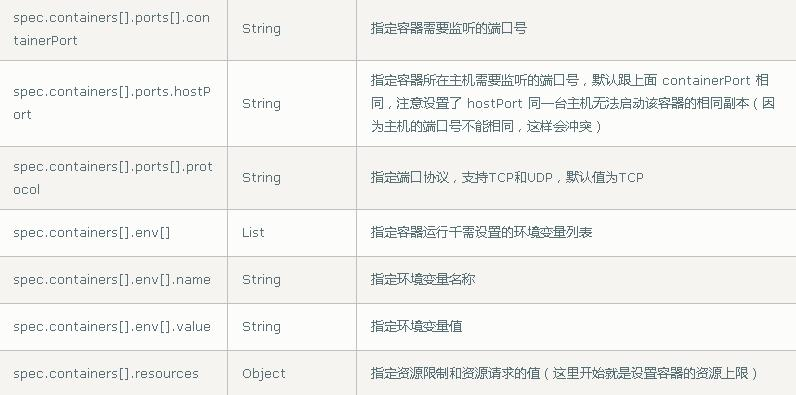 spec.containers[].ports[].con
tainerPort
String
指定容器需要监听的端口号
spec.containers[].ports.hostP
ort
String
指定容器所在主机需要监听的端口号，默认跟上面 containerPort 相
同，注意设置了 hostPort 同一台主机无法启动该容器的相同副本（因
为主机的端口号不能相同，这样会冲突）
spec.containers[].ports[].prot
ocol
String
指定端口协议，支持TCP和UDP，默认值为TCP
spec.containers[].env[]
List
指定容器运行千需设置的环境变量列表
spec.containers[].env[].name
String
指定环境变量名称
spec.containers[].env[].value
String
指定环境变量值
spec.containers[].resources
Object
指定资源限制和资源请求的值（这里开始就是设置容器的资源上限）